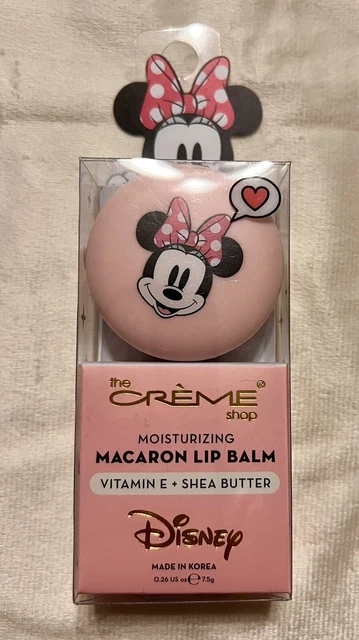 the
CRÈME®
shop
MOISTURIZING
MACARON LIP BALM
VITAMIN E + SHEA BUTTER
Disney
MADE IN KOREA
0.26 US oz ℮ 7.5g